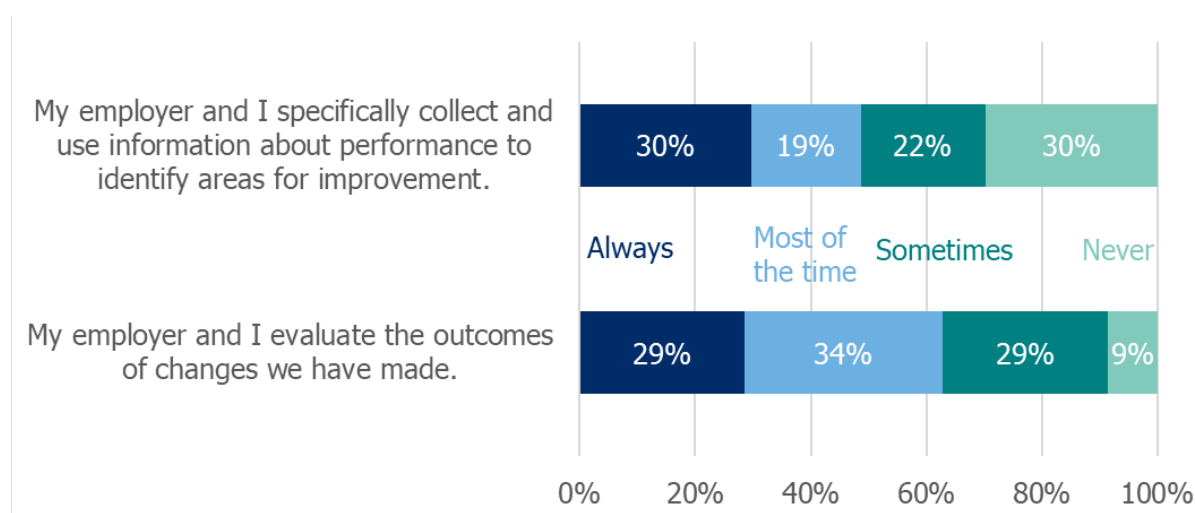 My employer and I specifically collect and
use information about performance to
identify areas for improvement.
30%
19%
22%
30%
Always
Most of
the time
Sometimes
Never
My employer and I evaluate the outcomes
of changes we have made.
29%
34%
29%
9%
0%
20%
40%
60%
80%
100%